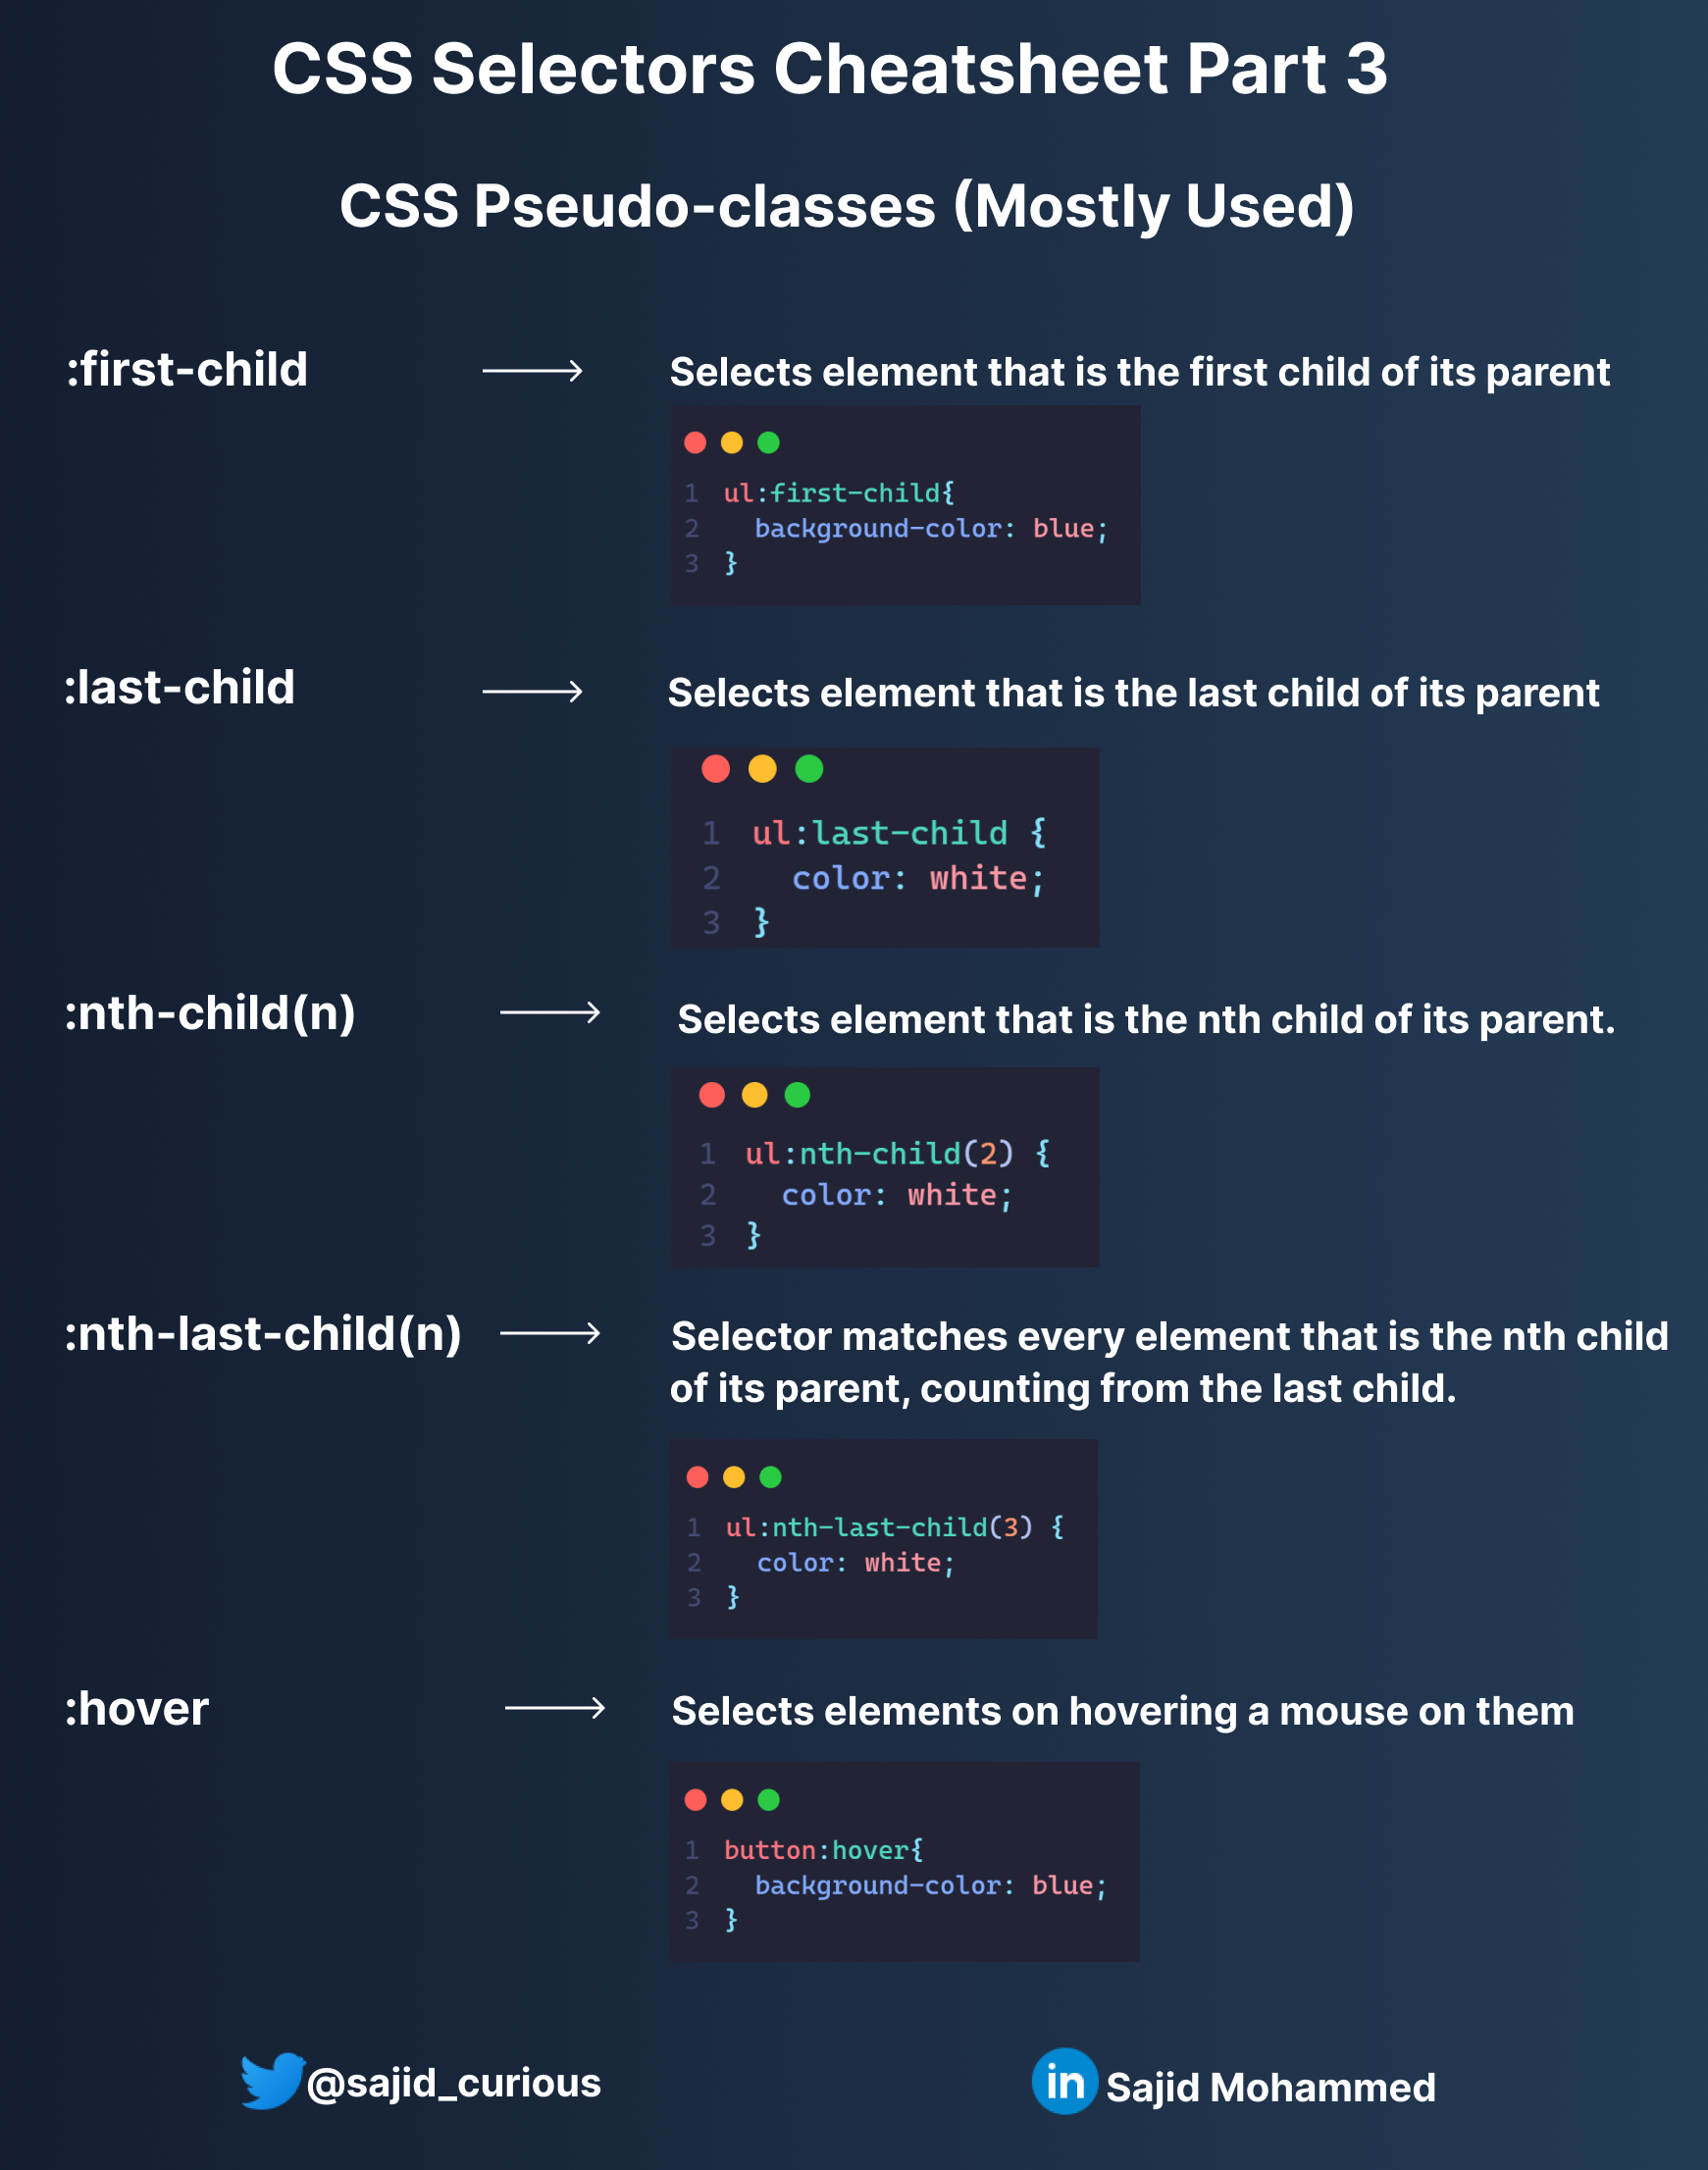 CSS Selectors Cheatsheet Part 3
CSS Pseudo-classes (Mostly Used)
:first-child
Selects element that is the first child of its parent
1 ul:first-child{
2 background-color: blue;
3 }
:last-child
Selects element that is the last child of its parent
1 ul:last-child {
2 color: white;
3 }
:nth-child(n)
Selects element that is the nth child of its parent.
1 ul:nth-child(2) {
2 color: white;
3 }
:nth-last-child(n)
Selector matches every element that is the nth child
of its parent, counting from the last child.
1 ul:nth-last-child(3) {
2 color: white;
3 }
:hover
Selects elements on hovering a mouse on them
1 button:hover{
2 background-color: blue;
3 }
@sajid_curious
in Sajid Mohammed